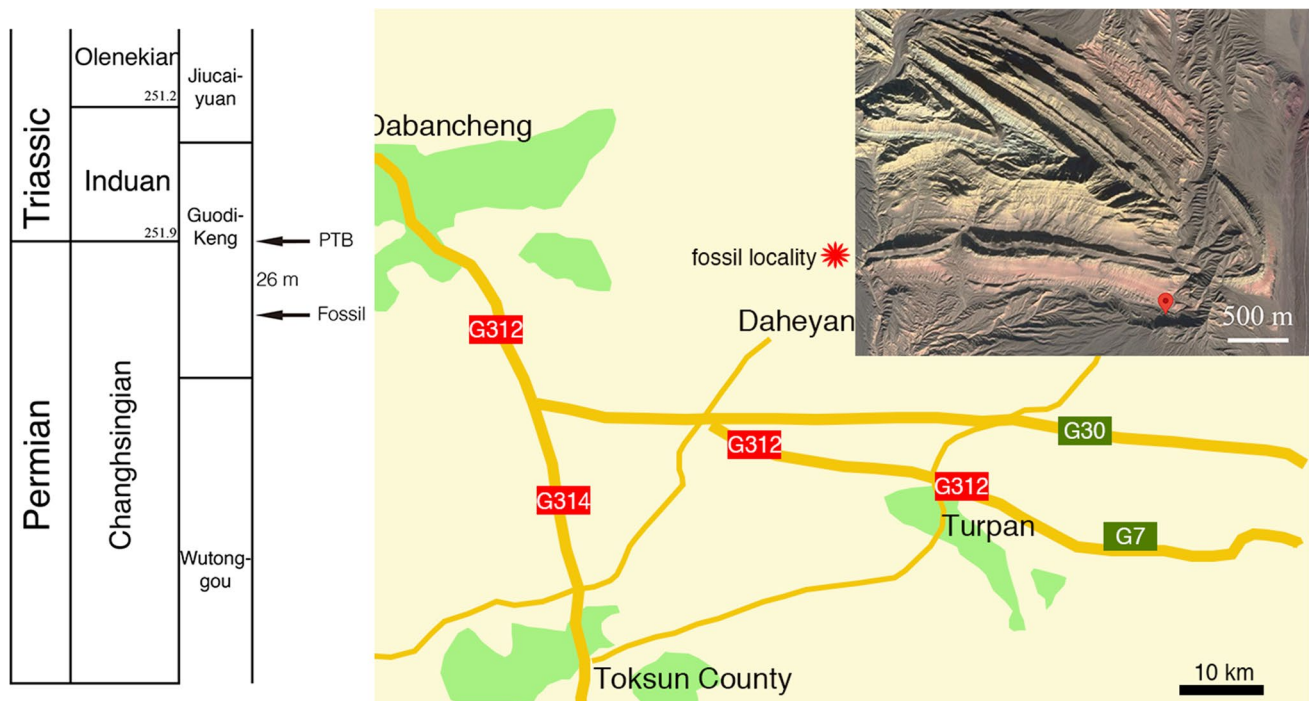 Triassic
Permian
Olenekian
251.2
Induan
251.9
Changhsingian
Jiucai-
yuan
Guodi-
Keng
Wutong-
gou
PTB
26 m
Fossil
Dabancheng
fossil locality
Daheyan
500 m
G312
G30
G312
G314
G312
Turpan
G7
Toksun County
10 km